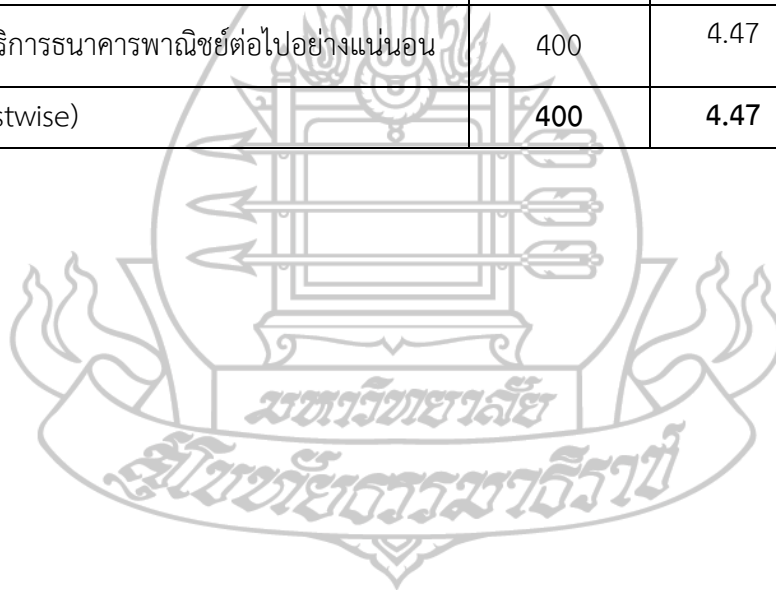 ริการธนาคารพาณิชย์ต่อไปอย่างแน่นอน 400 4.47
stwise) 400 4.47
มหาวิทยาลัย
สุโขทัยธรรมาธิราช